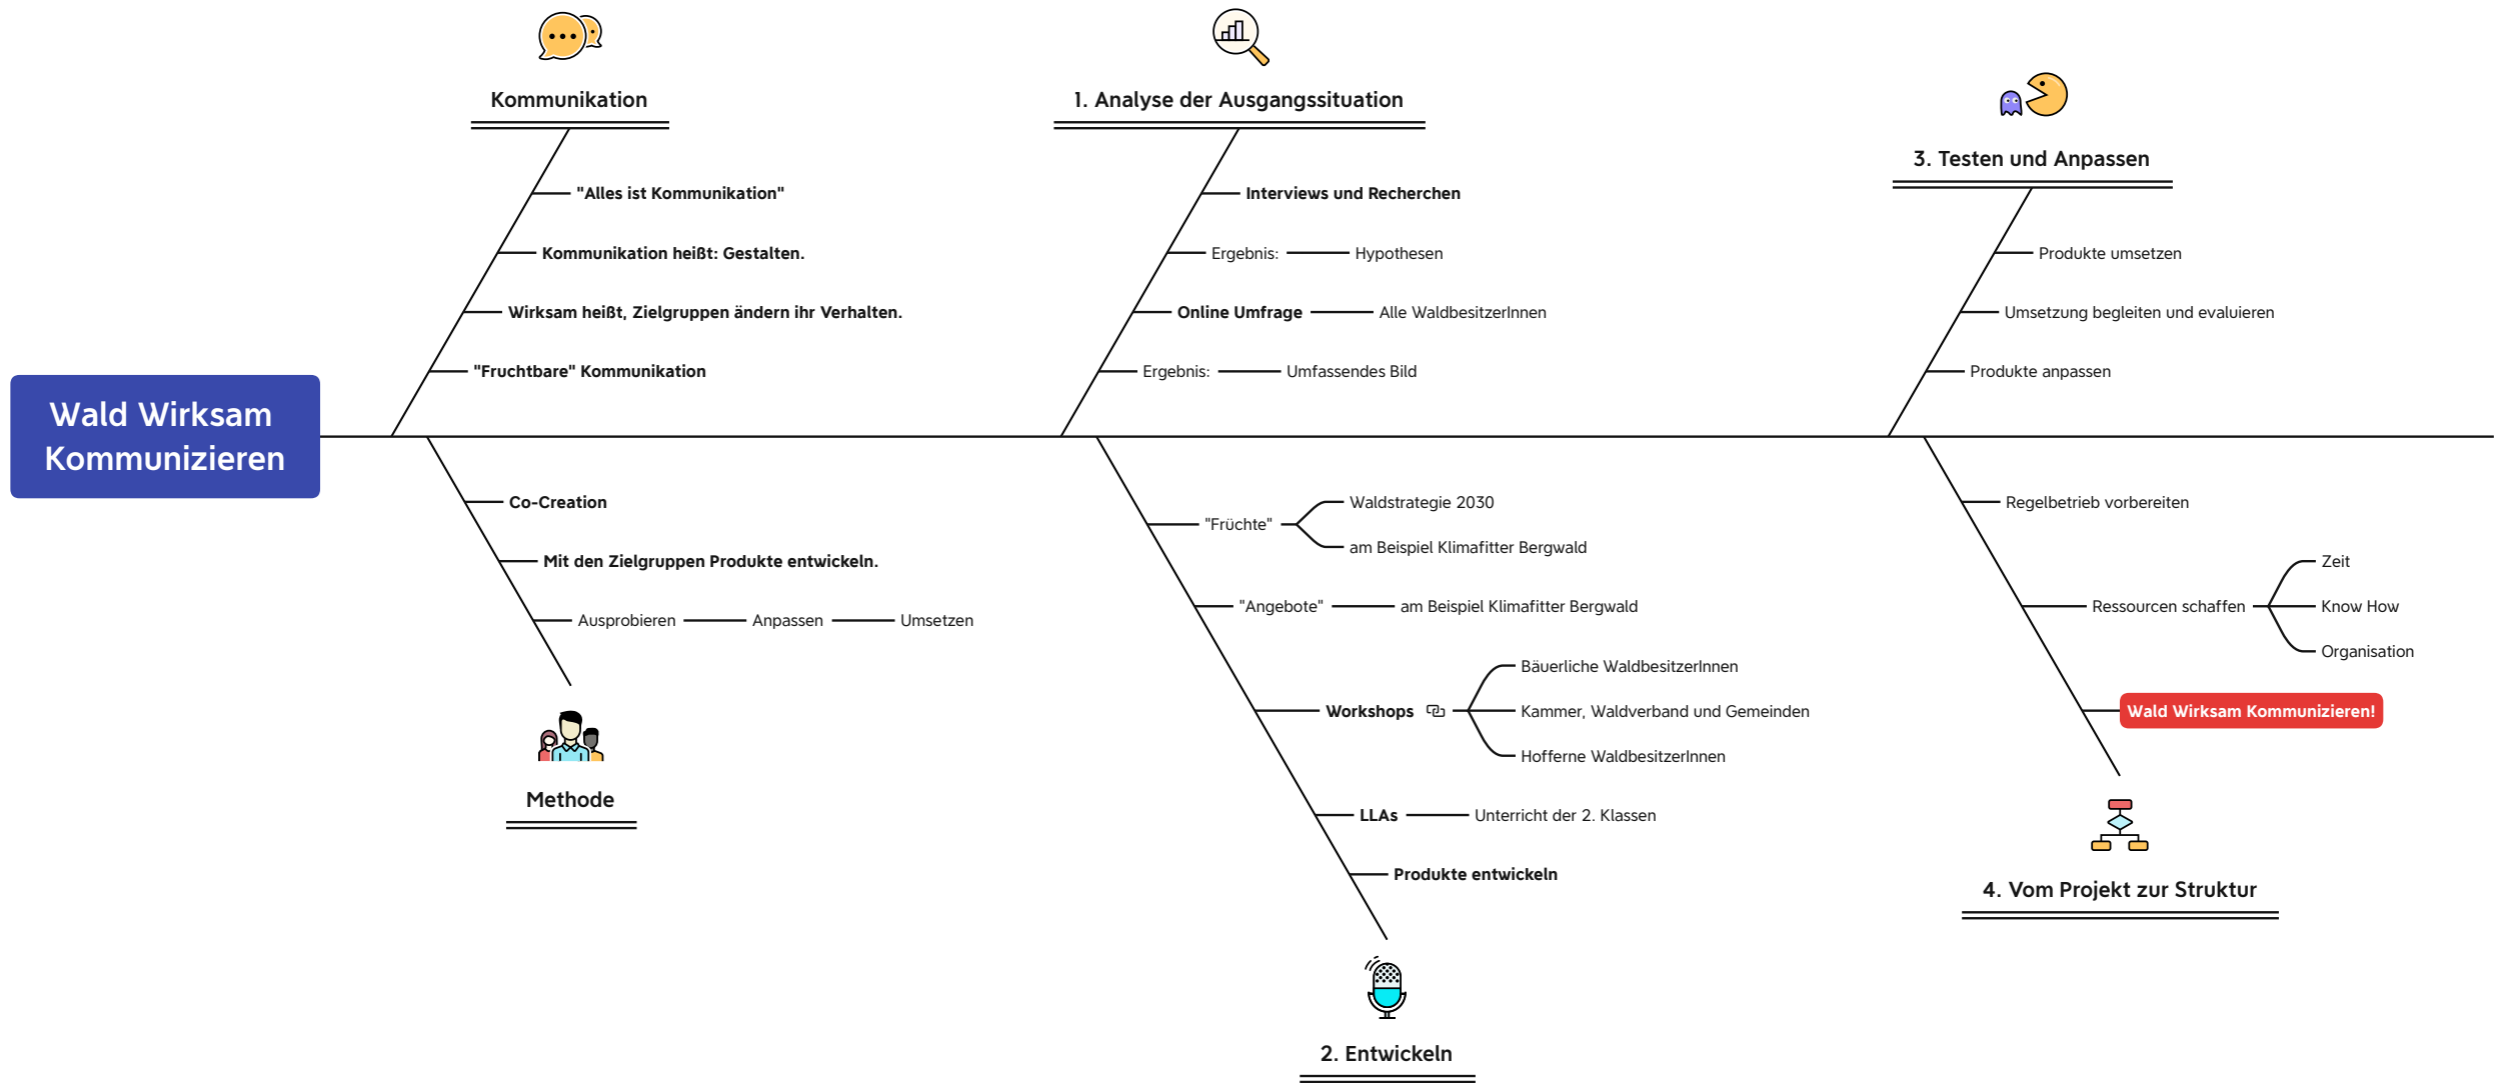 Wald Wirksam
Kommunizieren
Kommunikation
"Alles ist Kommunikation"
Kommunikation heißt: Gestalten.
Wirksam heißt, Zielgruppen ändern ihr Verhalten.
"Fruchtbare" Kommunikation
Co-Creation
Mit den Zielgruppen Produkte entwickeln.
Ausprobieren Anpassen Umsetzen
Methode
1. Analyse der Ausgangssituation
Interviews und Recherchen
Ergebnis: Hypothesen
Online Umfrage Alle WaldbesitzerInnen
Ergebnis: Umfassendes Bild
"Früchte"
Waldstrategie 2030
am Beispiel Klimafitter Bergwald
"Angebote" am Beispiel Klimafitter Bergwald
Workshops
Bäuerliche WaldbesitzerInnen
Kammer, Waldverband und Gemeinden
Hofferne WaldbesitzerInnen
LLAs Unterricht der 2. Klassen
Produkte entwickeln
2. Entwickeln
3. Testen und Anpassen
Produkte umsetzen
Umsetzung begleiten und evaluieren
Produkte anpassen
Regelbetrieb vorbereiten
Ressourcen schaffen
Zeit
Know How
Organisation
Wald Wirksam Kommunizieren!
4. Vom Projekt zur Struktur